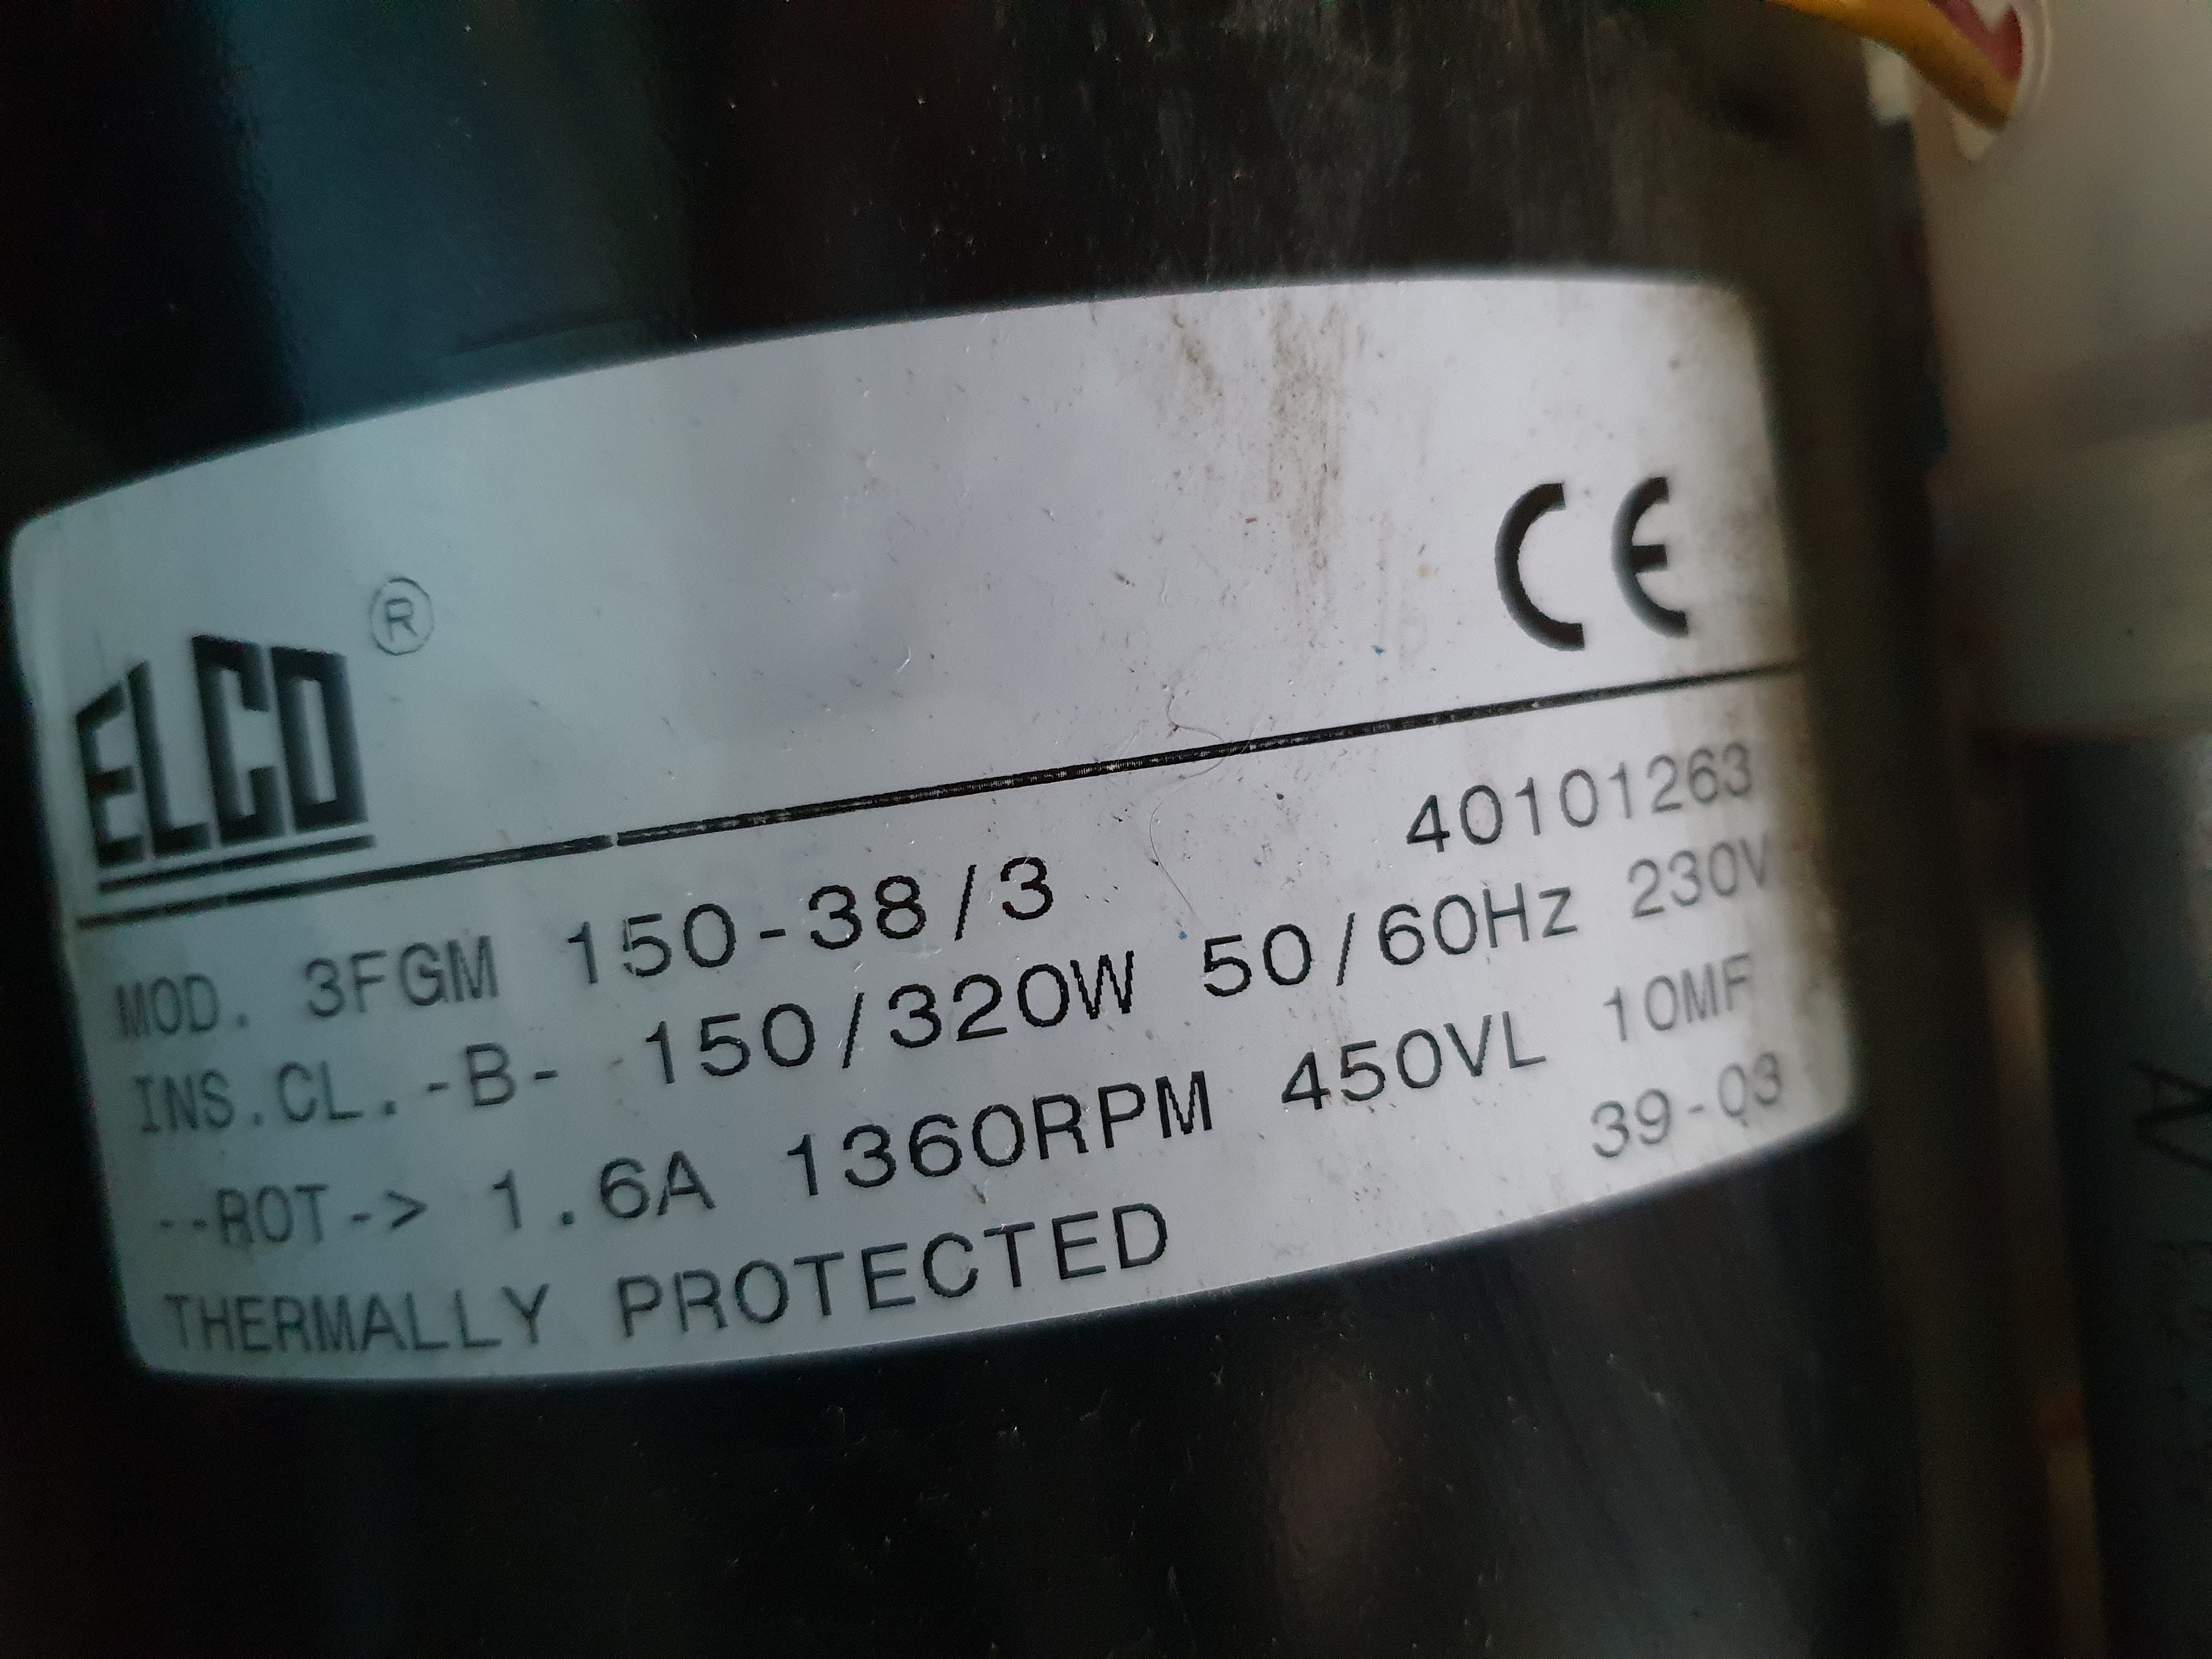 ELCO ®
CE
MOD. 3FGM 150-38/3 40101263
INS.CL.-B- 150/320W 50/60Hz 230V
--ROT-> 1.6A 1360RPM 450VL 10MF
THERMALLY PROTECTED 39-03